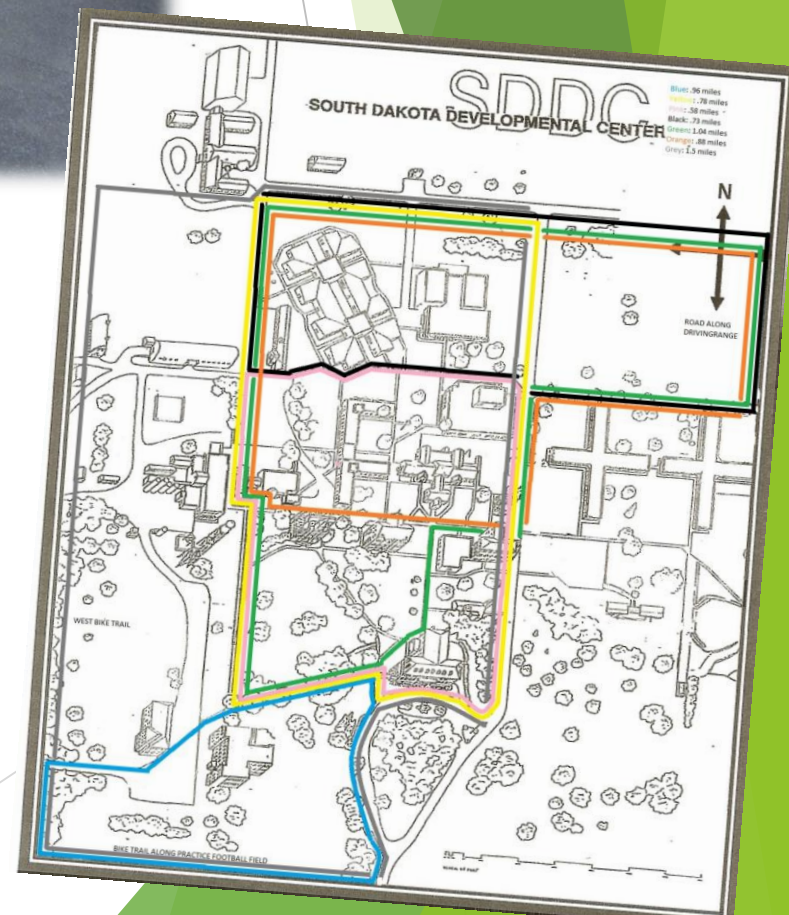 SDDC
SOUTH DAKOTA DEVELOPMENTAL CENTER
Blue: .96 miles
Yellow: .78 miles
Pink: .58 miles
Black: .73 miles
Green: 1.04 miles
Orange: .88 miles
Grey: 1.5 miles
N
ROAD ALONG
DRIVINGRANGE
WEST BIKE TRAIL
BIKE TRAIL ALONG PRACTICE FOOTBALL FIELD